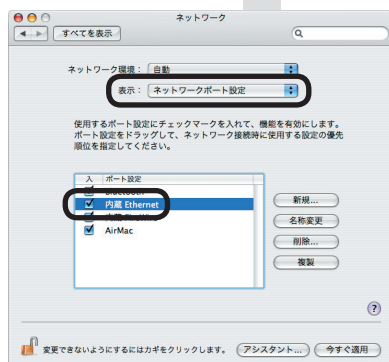 ネットワーク
すべてを表示
ネットワーク環境： 自動
表示： ネットワークポート設定
使用するポート設定にチェックマークを入れて、機能を有効にします。
ポート設定をドラッグして、ネットワーク接続時に使用する設定の優先
順位を指定してください。
入 ポート設定
内蔵 Ethernet
AirMac
新規...
名称変更
削除...
複製
?
変更できないようにするにはカギをクリックします。
アシスタント... 今すぐ適用